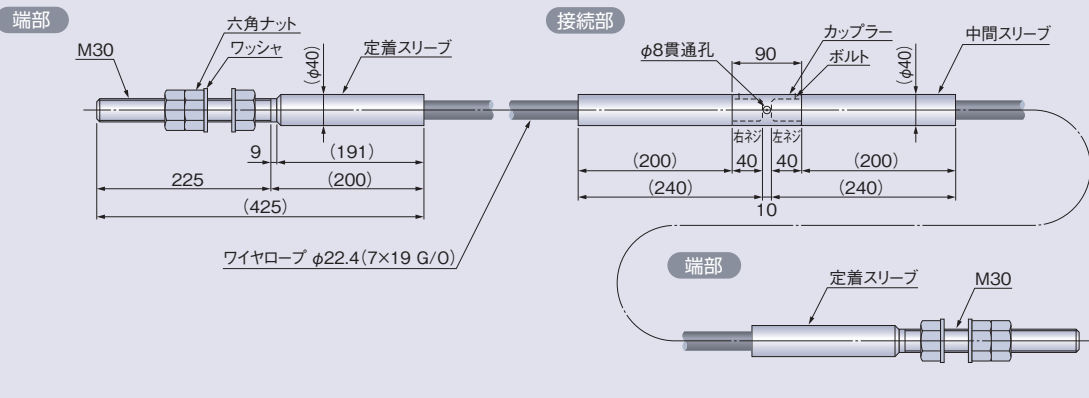 端部
M30
六角ナット
ワッシャ
定着スリーブ
(φ40)
9
(191)
225
(200)
(425)
ワイヤロープ φ22.4(7×19 G/O)
接続部
φ8貫通孔
90
カップラー
ボルト
中間スリーブ
(φ40)
右ネジ
左ネジ
(200)
40
40
(200)
(240)
10
(240)
端部
定着スリーブ
M30